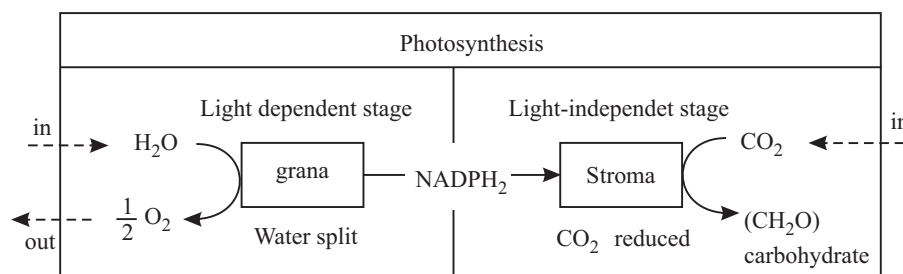 Photosynthesis
Light dependent stage
Light-independet stage
in
H₂O
grana
NADPH₂
Stroma
CO₂
in
out
1/2 O₂
Water split
CO₂ reduced
(CH₂O)
carbohydrate